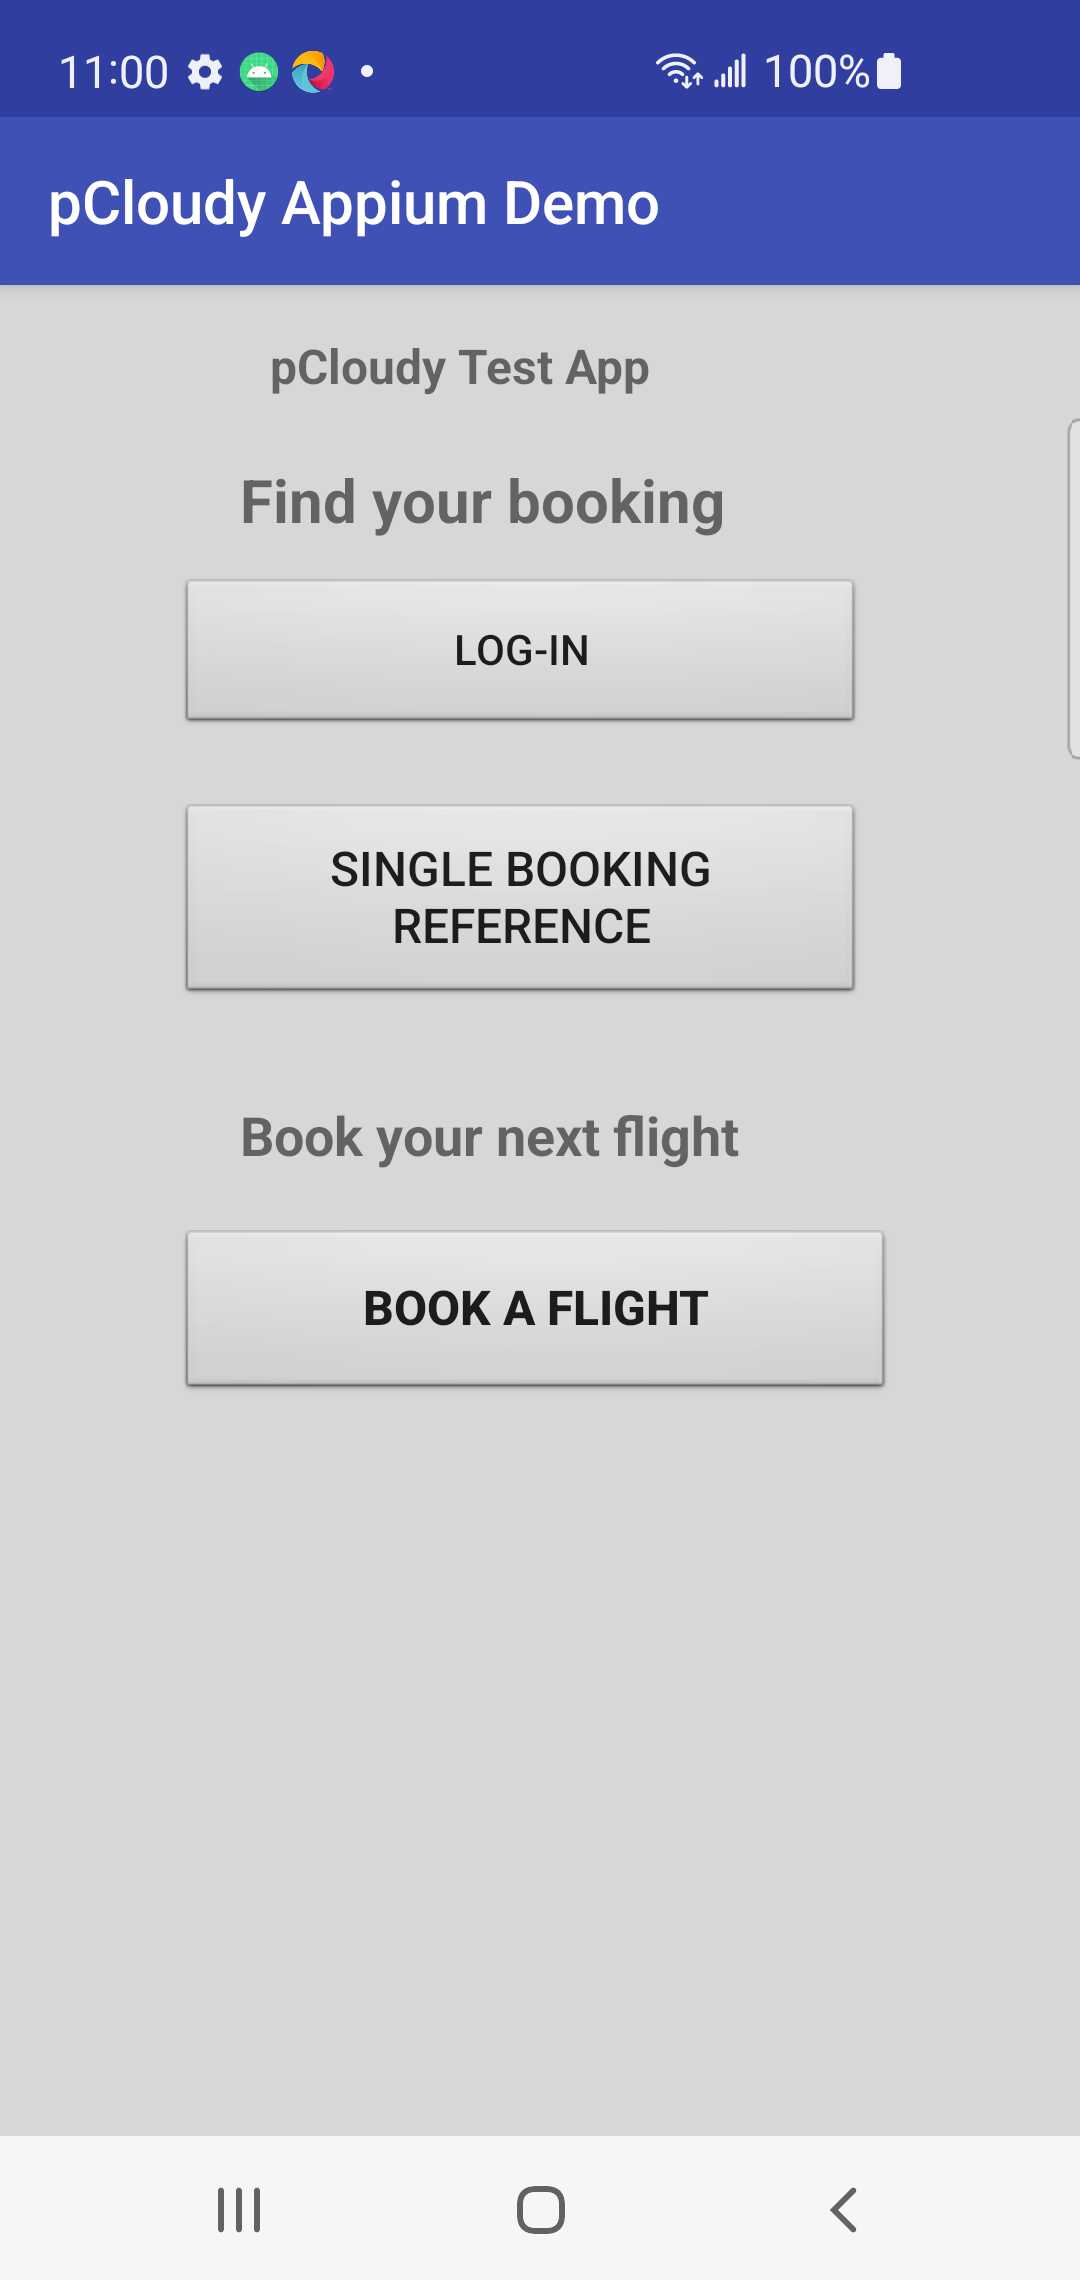 11:00 100%
pCloudy Appium Demo
pCloudy Test App
Find your booking
LOG-IN
SINGLE BOOKING
REFERENCE
Book your next flight
BOOK A FLIGHT